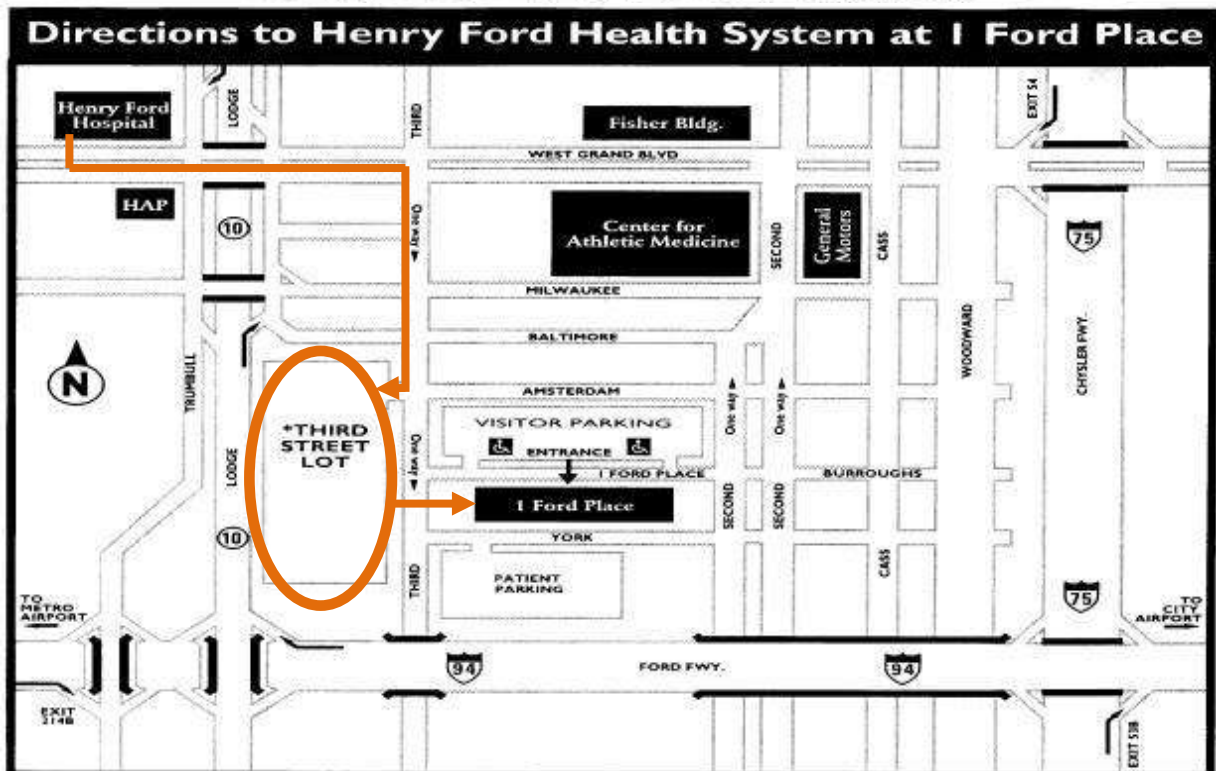 Directions to Henry Ford Health System at 1 Ford Place
Henry Ford
Hospital
LODGE
THIRD
Fisher Bldg.
EXIT 54
WEST GRAND BLVD
HAP
10
One way
Center for
Athletic Medicine
SECOND
General
Motors
CASS
75
MILWAUKEE
BALTIMORE
WOODWARD
CHRYSLER FWY.
N
TRUMBULL
AMSTERDAM
One way
One way
*THIRD
STREET
LOT
VISITOR PARKING
ENTRANCE
One way
LODGE
1 FORD PLACE
BURROUGHS
1 Ford Place
SECOND
SECOND
10
YORK
CASS
THIRD
PATIENT
PARKING
75
TO
METRO
AIRPORT
TO
CITY
AIRPORT
94
FORD FWY.
94
EXIT
214B
EXIT 53B